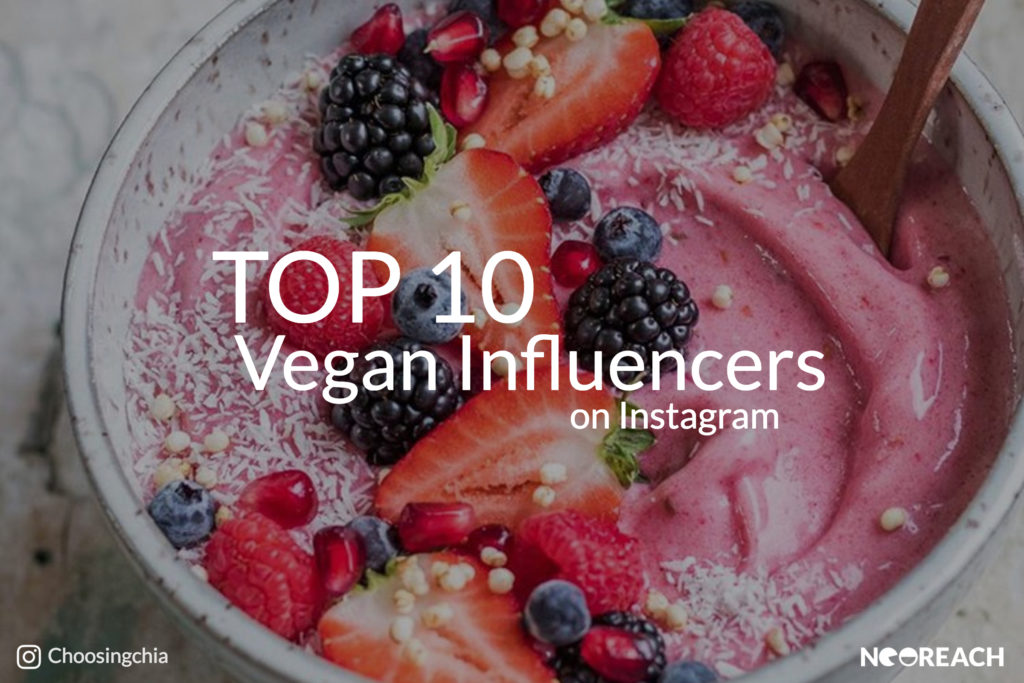 TOP 10
Vegan Influencers
on Instagram
Choosingchia
NEOREACH